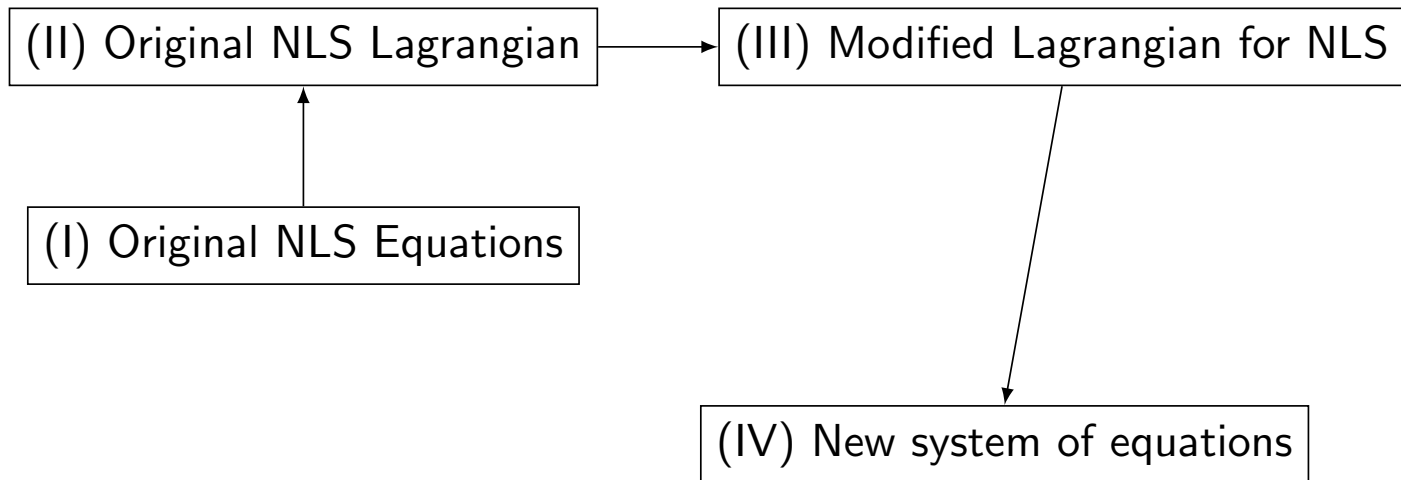 (II) Original NLS Lagrangian
(III) Modified Lagrangian for NLS
(I) Original NLS Equations
(IV) New system of equations